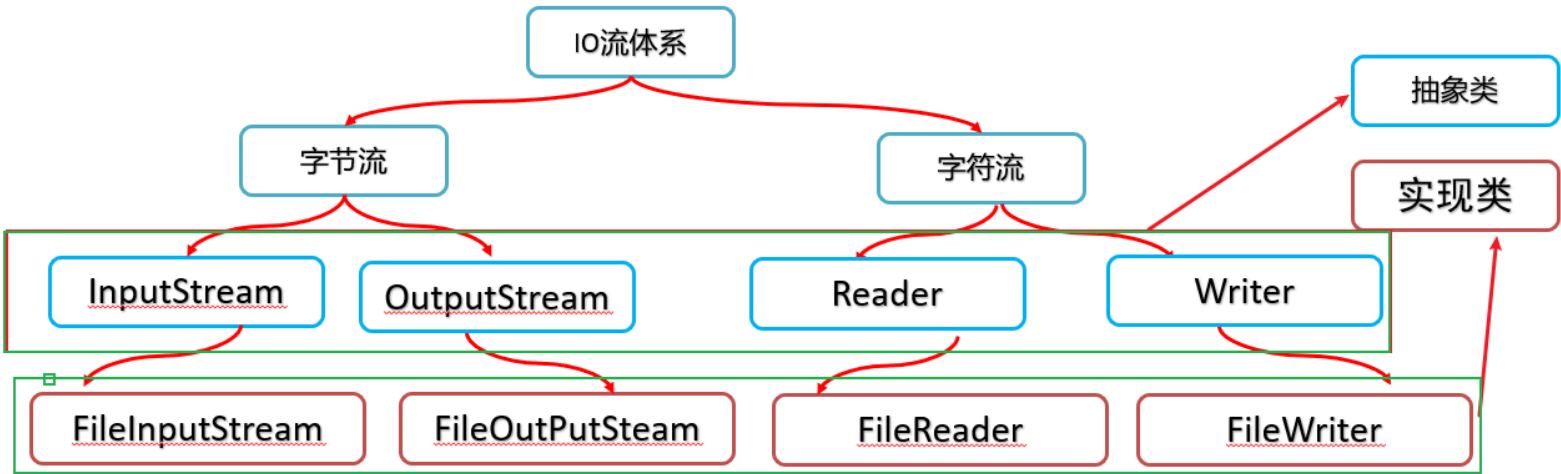 IO流体系
抽象类
字节流
字符流
实现类
InputStream
OutputStream
Reader
Writer
FileInputStream
FileOutPutSteam
FileReader
FileWriter